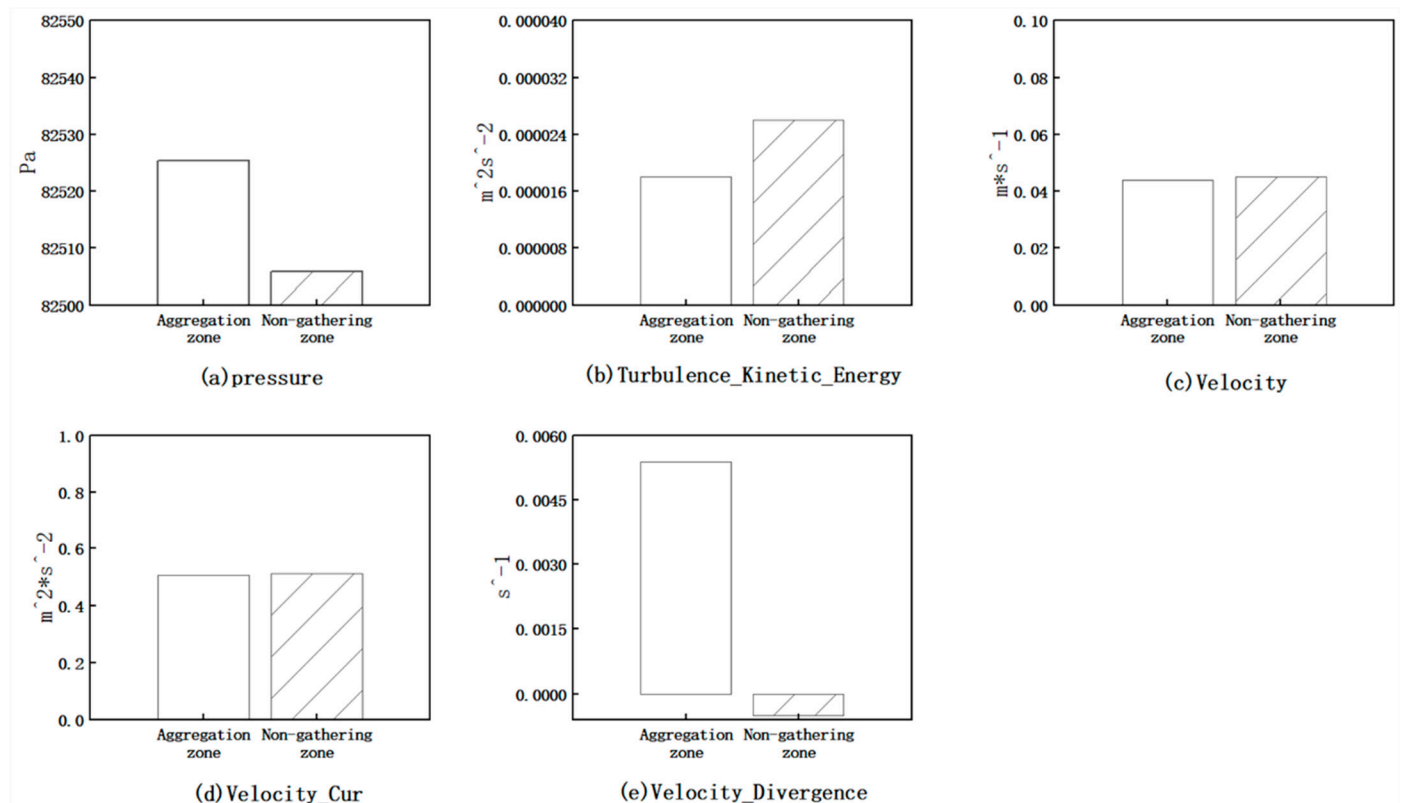 82550
82540
82530
82520
82510
82500
Pa
Aggregation zone
Non-gathering zone
(a)pressure
0.000040
0.000032
0.000024
0.000016
0.000008
0.000000
m^2s^-2
Aggregation zone
Non-gathering zone
(b)Turbulence_Kinetic_Energy
0.10
0.08
0.06
0.04
0.02
0.00
m*s^-1
Aggregation zone
Non-gathering zone
(c)Velocity
1.0
0.8
0.6
0.4
0.2
0.0
m^2*s^-2
Aggregation zone
Non-gathering zone
(d)Velocity_Cur
0.0060
0.0045
0.0030
0.0015
0.0000
s^-1
Aggregation zone
Non-gathering zone
(e)Velocity_Divergence